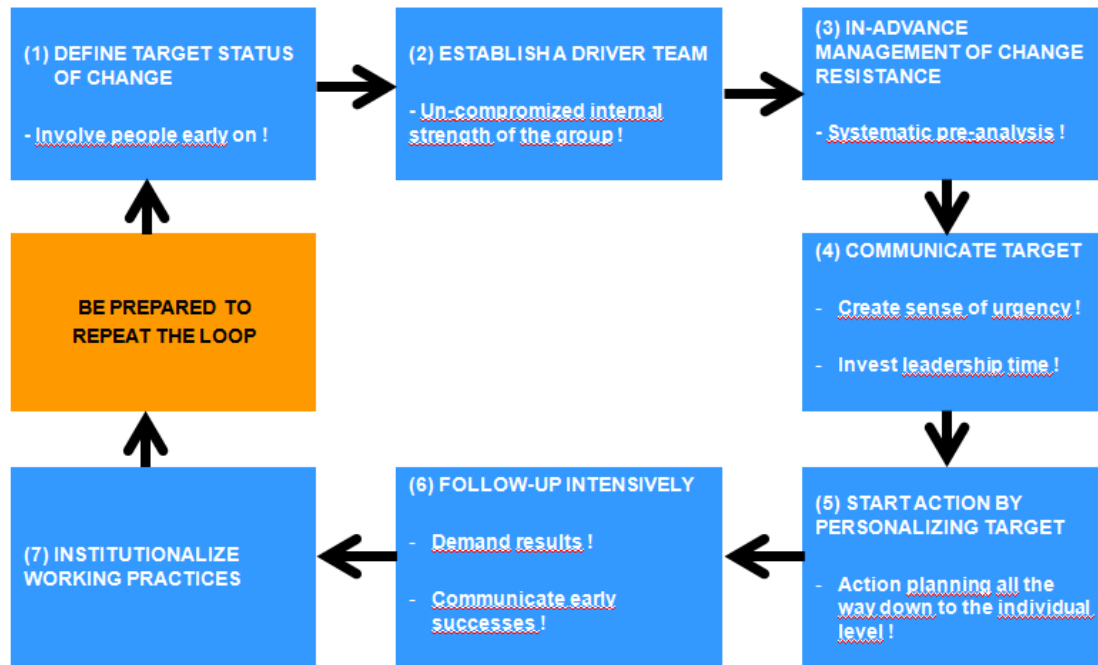 (1) DEFINE TARGET STATUS
OF CHANGE
- Involve people early on !
(2) ESTABLISH A DRIVER TEAM
- Un-compromized internal
strength of the group !
(3) IN-ADVANCE
MANAGEMENT OF CHANGE
RESISTANCE
- Systematic pre-analysis !
(4) COMMUNICATE TARGET
- Create sense of urgency !
- Invest leadership time !
(5) START ACTION BY
PERSONALIZING TARGET
- Action planning all the
way down to the individual
level !
(6) FOLLOW-UP INTENSIVELY
- Demand results !
- Communicate early
successes !
(7) INSTITUTIONALIZE
WORKING PRACTICES
BE PREPARED TO
REPEAT THE LOOP